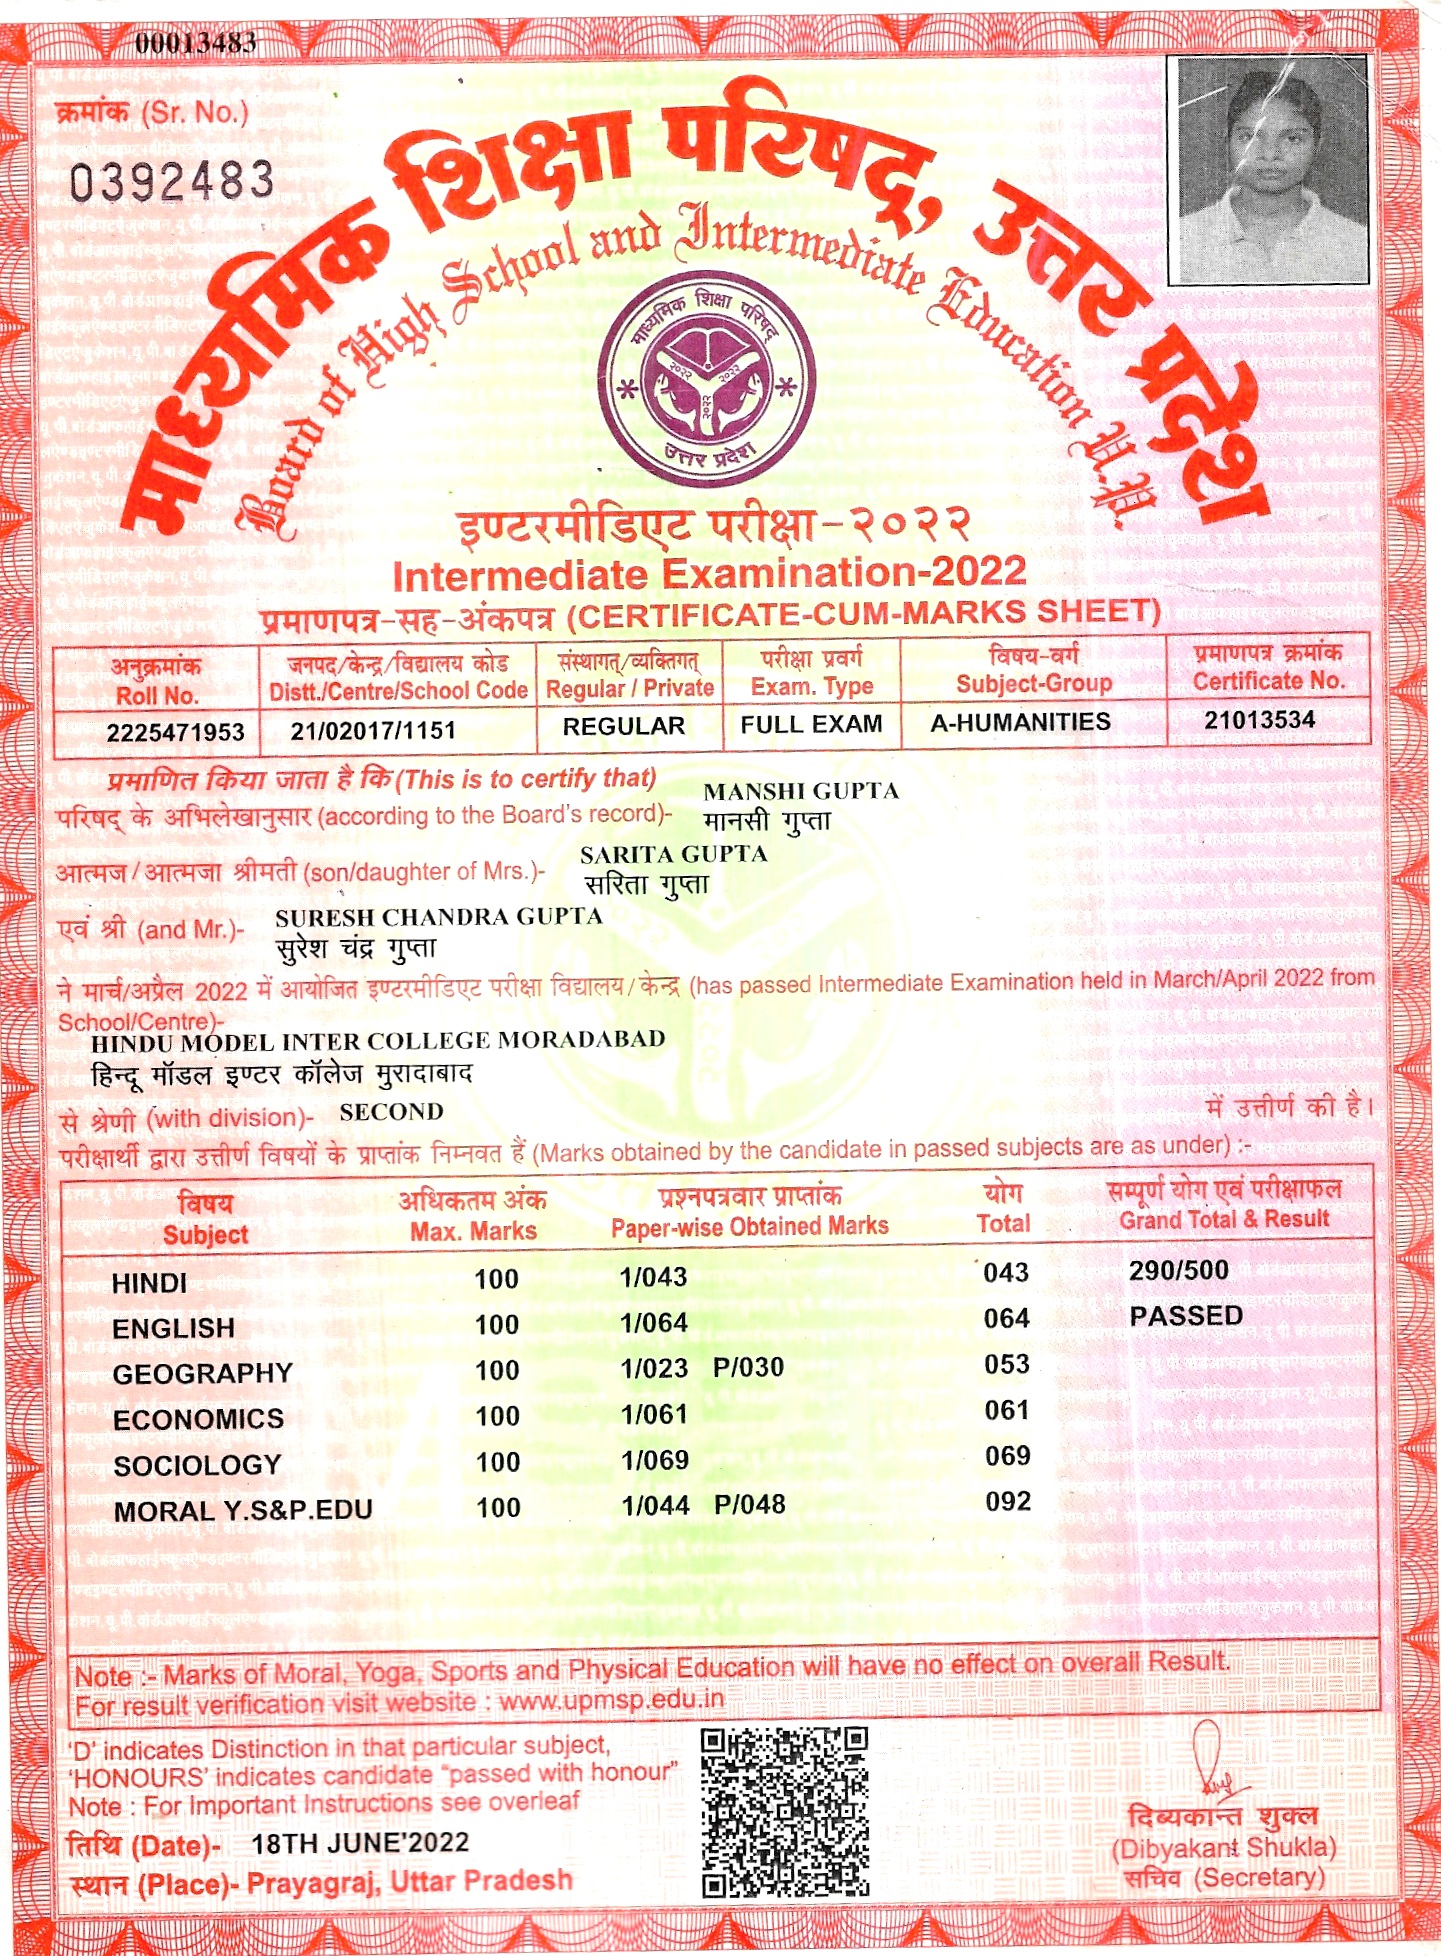 00013483
क्रमांक (Sr. No.)
0392483
माध्यमिक शिक्षा परिषद्, उत्तर प्रदेश
Board of High School and Intermediate Education U.P.
माध्यमिक शिक्षा परिषद्
२०२२ २०२२
२०२२
उत्तर प्रदेश
इण्टरमीडिएट परीक्षा-२०२२
Intermediate Examination-2022
प्रमाणपत्र-सह-अंकपत्र (CERTIFICATE-CUM-MARKS SHEET)
अनुक्रमांक जनपद/केन्द्र/विद्यालय कोड संस्थागत्/व्यक्तिगत् परीक्षा प्रवर्ग विषय-वर्ग प्रमाणपत्र क्रमांक
Roll No. Distt./Centre/School Code Regular / Private Exam. Type Subject-Group Certificate No.
2225471953 21/02017/1151 REGULAR FULL EXAM A-HUMANITIES 21013534
प्रमाणित किया जाता है कि (This is to certify that) MANSHI GUPTA
परिषद् के अभिलेखानुसार (according to the Board's record)- मानसी गुप्ता
SARITA GUPTA
आत्मज/आत्मजा श्रीमती (son/daughter of Mrs.)- सरिता गुप्ता
SURESH CHANDRA GUPTA
एवं श्री (and Mr.)- सुरेश चंद्र गुप्ता
ने मार्च/अप्रैल 2022 में आयोजित इण्टरमीडिएट परीक्षा विद्यालय/केन्द्र (has passed Intermediate Examination held in March/April 2022 from
School/Centre)-
HINDU MODEL INTER COLLEGE MORADABAD
हिन्दू मॉडल इण्टर कॉलेज मुरादाबाद
से श्रेणी (with division)- SECOND में उत्तीर्ण की है।
परीक्षार्थी द्वारा उत्तीर्ण विषयों के प्राप्तांक निम्नवत हैं (Marks obtained by the candidate in passed subjects are as under) :-
विषय अधिकतम अंक प्रश्नपत्रवार प्राप्तांक योग सम्पूर्ण योग एवं परीक्षाफल
Subject Max. Marks Paper-wise Obtained Marks Total Grand Total & Result
HINDI 100 1/043 043 290/500
ENGLISH 100 1/064 064 PASSED
GEOGRAPHY 100 1/023 P/030 053
ECONOMICS 100 1/061 061
SOCIOLOGY 100 1/069 069
MORAL Y.S&P.EDU 100 1/044 P/048 092
Note :- Marks of Moral, Yoga, Sports and Physical Education will have no effect on overall Result.
For result verification visit website : www.upmsp.edu.in
'D' indicates Distinction in that particular subject,
'HONOURS' indicates candidate "passed with honour"
Note : For Important Instructions see overleaf
तिथि (Date)- 18TH JUNE'2022
स्थान (Place)- Prayagraj, Uttar Pradesh
दिब्यकान्त शुक्ल
(Dibyakant Shukla)
सचिव (Secretary)